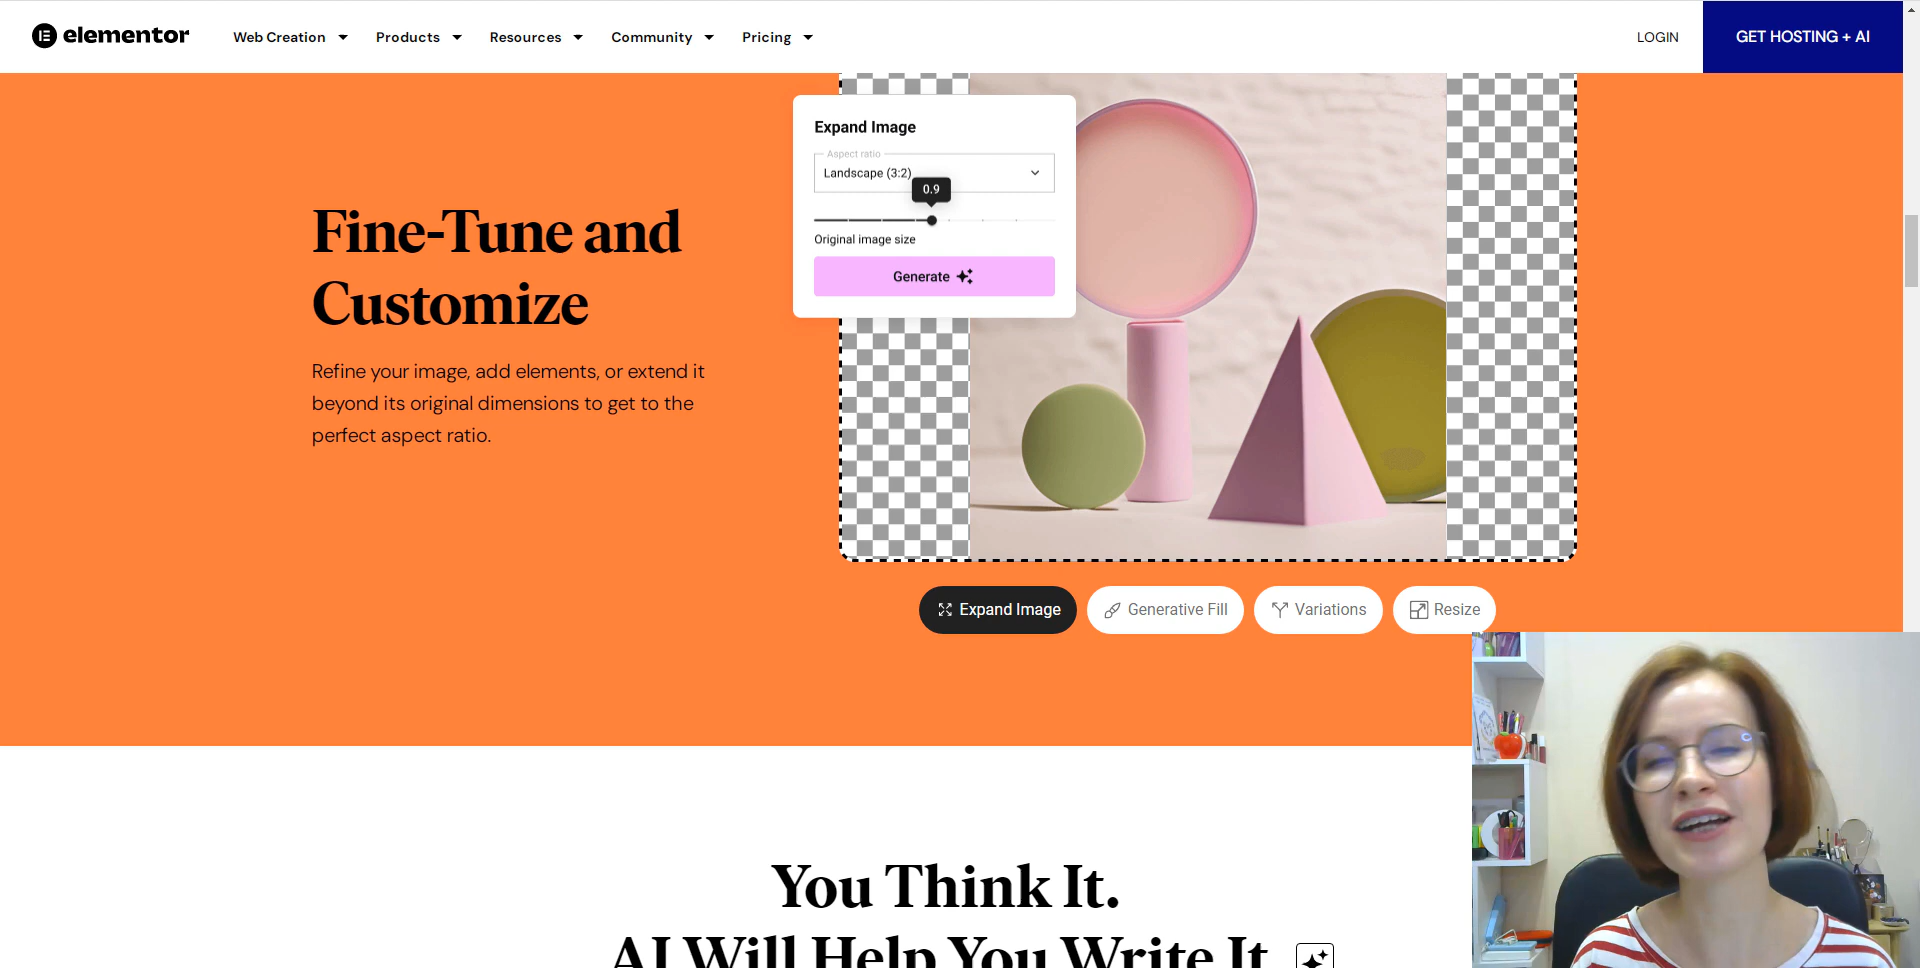 elementor
Web Creation
Products
Resources
Community
Pricing
LOGIN
GET HOSTING + AI
Expand Image
Aspect ratio
Landscape (3:2)
0.9
Original image size
Generate
Fine-Tune and
Customize
Refine your image, add elements, or extend it
beyond its original dimensions to get to the
perfect aspect ratio.
Expand Image
Generative Fill
Variations
Resize
You Think It.
AI Will Help You Write It